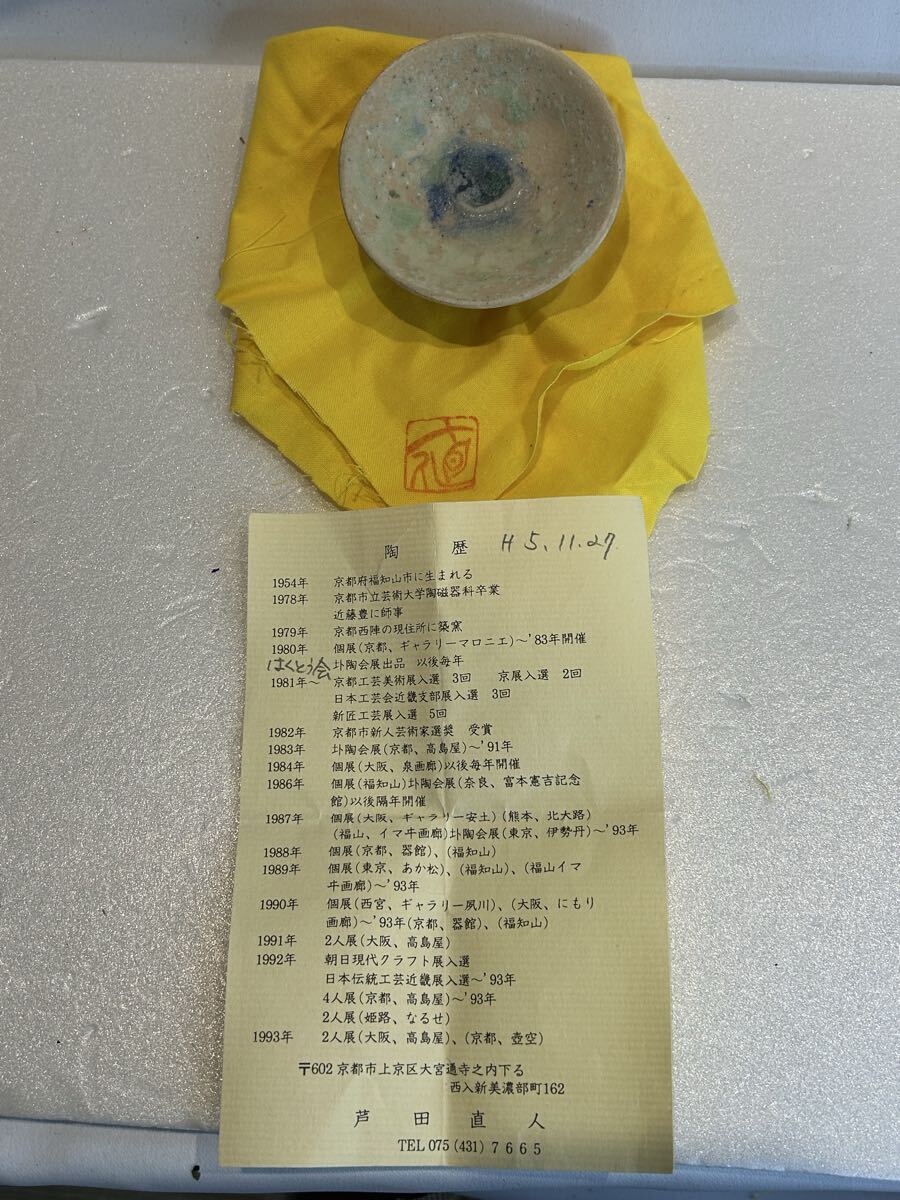 陶 歴 H 5.11.27.
1954年 京都府福知山市に生まれる
1978年 京都市立芸術大学陶磁器科卒業
近藤豊に師事
1979年 京都西陣の現住所に築窯
1980年 個展(京都、ギャラリーマロニエ)～'83年開催
はくとう会 圤陶会展出品 以後毎年
1981年～ 京都工芸美術展入選 3回 京展入選 2回
日本工芸会近畿支部展入選 3回
新匠工芸展入選 5回
1982年 京都市新人芸術家選奨 受賞
1983年 圤陶会展(京都、高島屋)～'91年
1984年 個展(大阪、泉画廊)以後毎年開催
1986年 個展(福知山)圤陶会展(奈良、富本憲吉記念
館)以後隔年開催
1987年 個展(大阪、ギャラリー安土)(熊本、北大路)
(福山、イマヰ画廊)圤陶会展(東京、伊勢丹)～'93年
1988年 個展(京都、器館)、(福知山)
1989年 個展(東京、あか松)、(福知山)、(福山イマ
ヰ画廊)～'93年
1990年 個展(西宮、ギャラリー夙川)、(大阪、にもり
画廊)～'93年(京都、器館)、(福知山)
1991年 2人展(大阪、高島屋)
1992年 朝日現代クラフト展入選
日本伝統工芸近畿展入選～'93年
4人展(京都、高島屋)～'93年
2人展(姫路、なるせ)
1993年 2人展(大阪、高島屋)、(京都、壺空)
〒602 京都市上京区大宮通寺之内下る
西入新美濃部町162
芦 田 直 人
TEL 075 (431) 7665